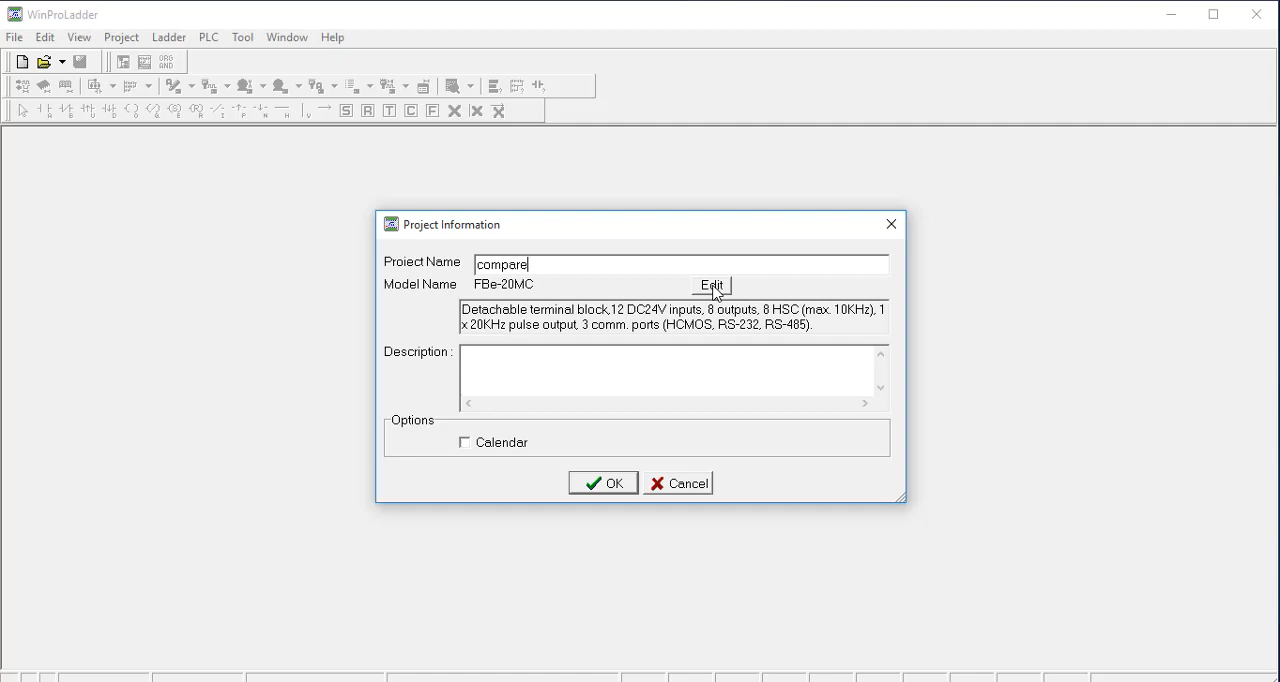 WinProLadder
File Edit View Project Ladder PLC Tool Window Help
ORG
AND
S R T C F
Project Information
Project Name compare
Model Name FBe-20MC Edit
Detachable terminal block,12 DC24V inputs, 8 outputs, 8 HSC (max. 10KHz), 1
x 20KHz pulse output, 3 comm. ports (HCMOS, RS-232, RS-485).
Description :
Options
Calendar
OK Cancel